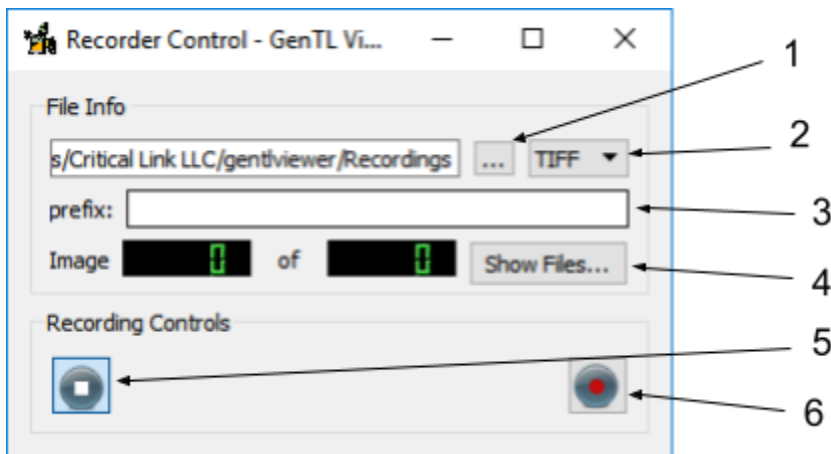 Recorder Control - GenTL Vi...
1
File Info
s/Critical Link LLC/gentlviewer/Recordings ... TIFF
2
prefix:
3
Image 0 of 0 Show Files...
4
Recording Controls
5
6